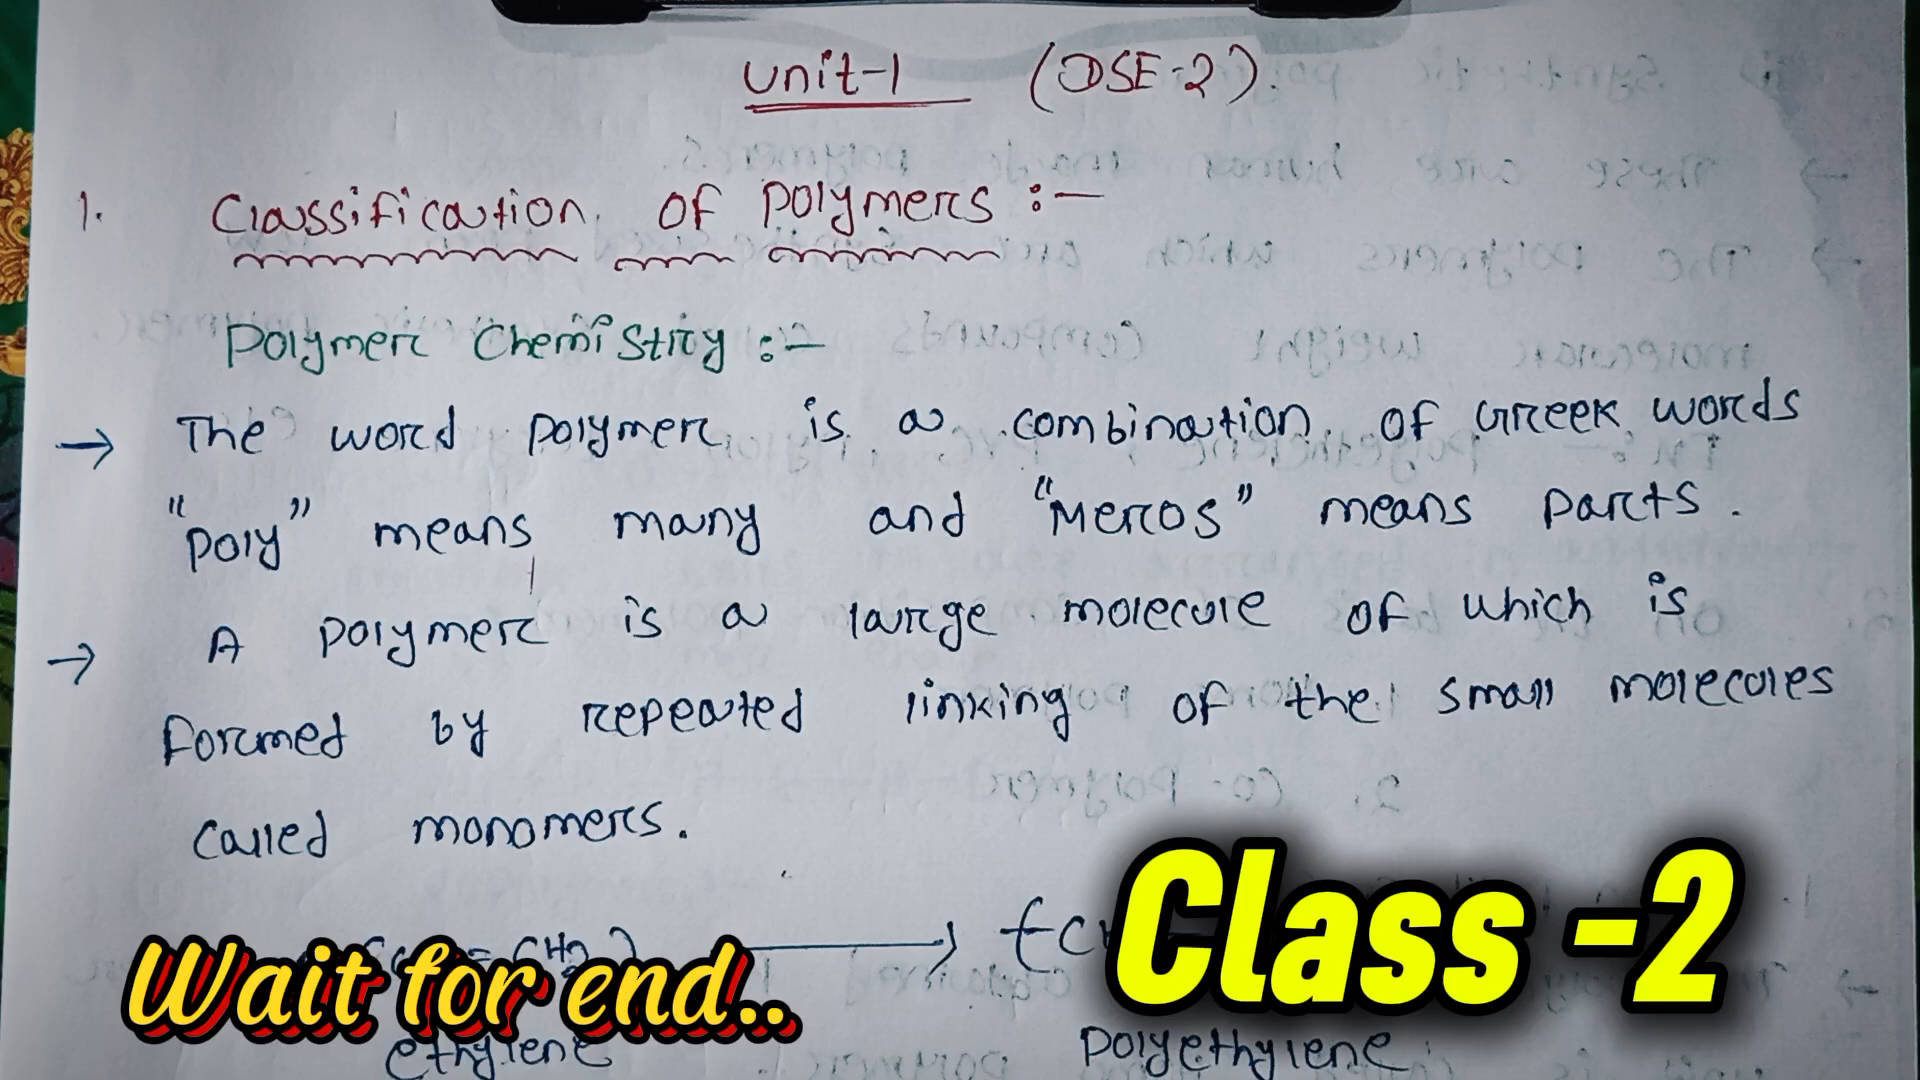 Unit-1 (DSE-2)
1. Classification of Polymers :-
Polymer Chemistry :-
→ The word polymer is a combination of Greek words
"Poly" means many and "Meros" means parts.
→ A polymer is a large molecule of which is
formed by repeated linking of the small molecules
called monomers.
= CH2) ⟶
Wait for end..
Class -2
ethylene Polyethylene